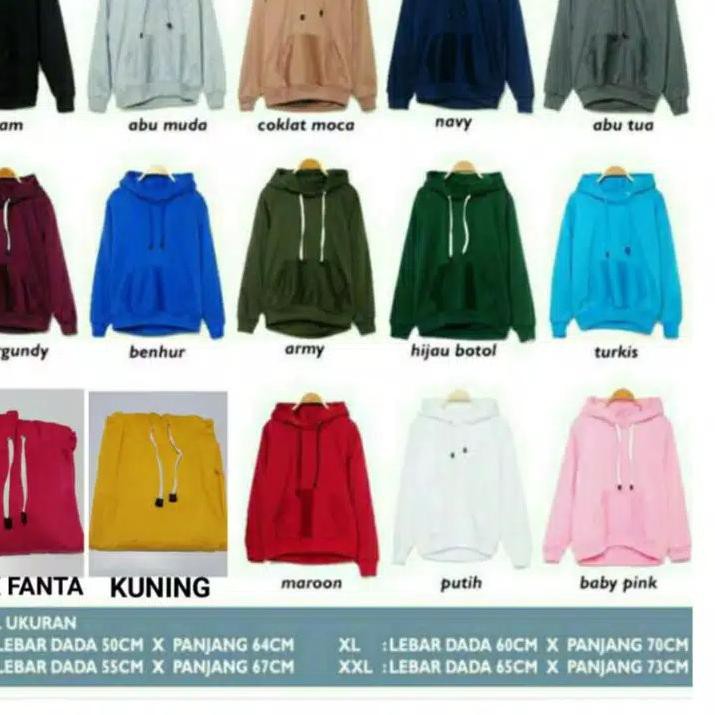 am abu muda coklat moca navy abu tua
gundy benhur army hijau botol turkis
FANTA KUNING maroon putih baby pink
UKURAN
LEBAR DADA 50CM X PANJANG 64CM XL :LEBAR DADA 60CM X PANJANG 70CM
LEBAR DADA 55CM X PANJANG 67CM XXL :LEBAR DADA 65CM X PANJANG 73CM